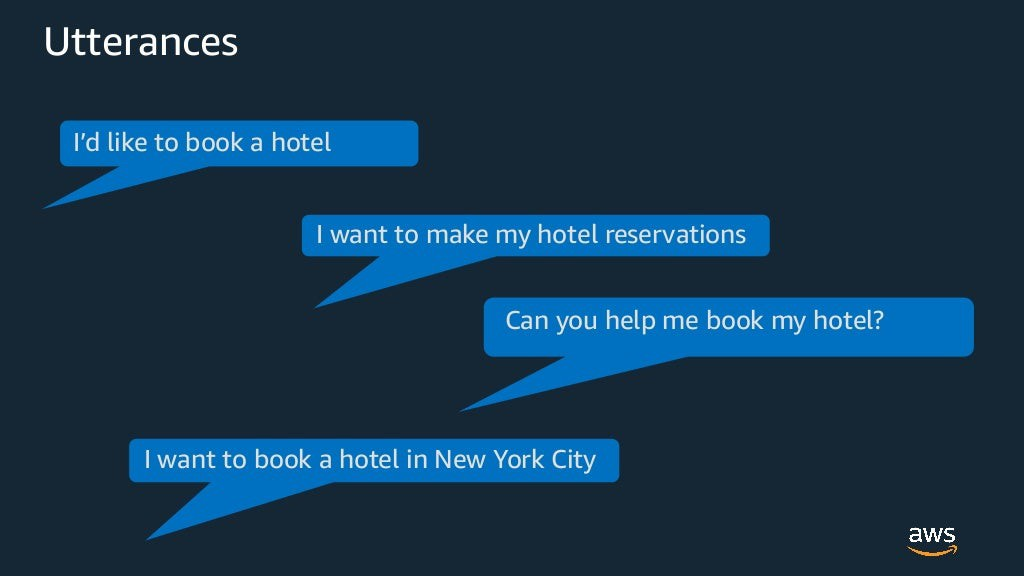 Utterances
I’d like to book a hotel
I want to make my hotel reservations
Can you help me book my hotel?
I want to book a hotel in New York City
aws